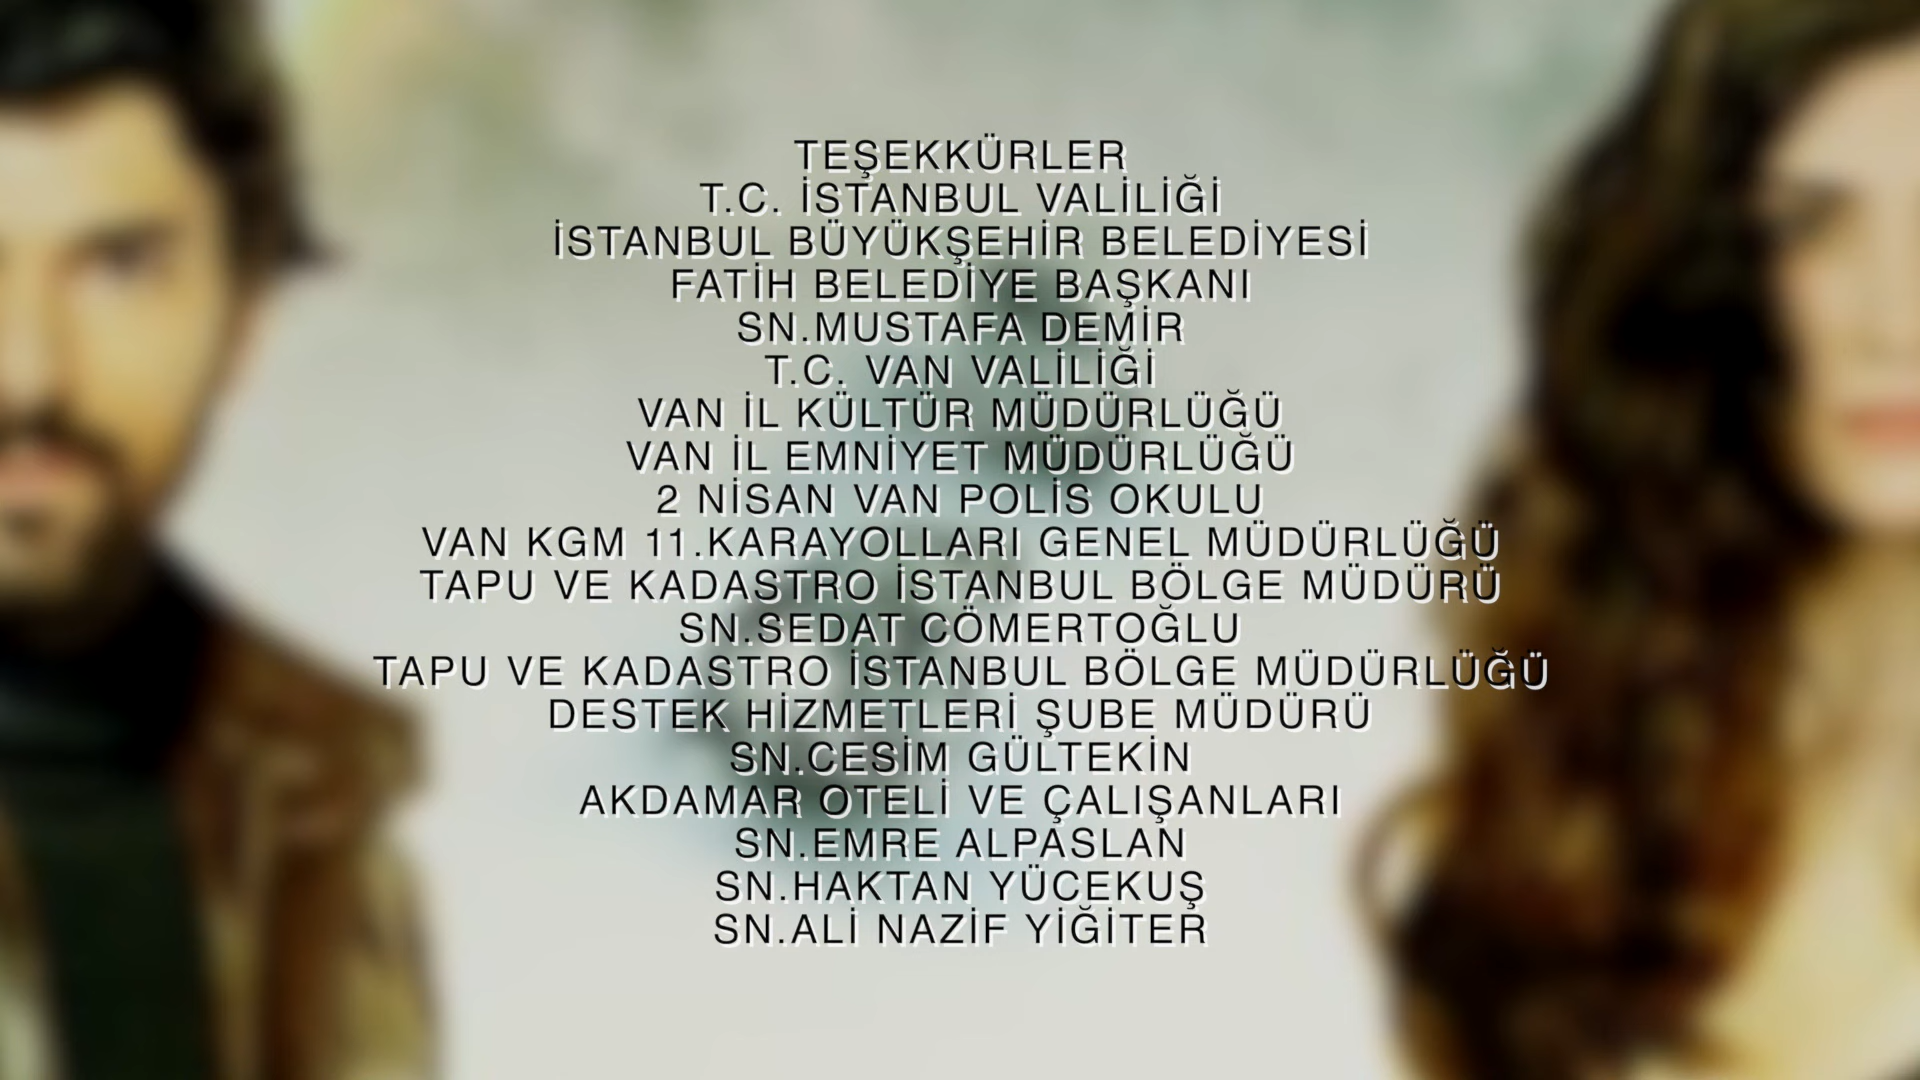 TEŞEKKÜRLER
T.C. İSTANBUL VALİLİĞİ
İSTANBUL BÜYÜKŞEHİR BELEDİYESİ
FATİH BELEDİYE BAŞKANI
SN.MUSTAFA DEMİR
T.C. VAN VALİLİĞİ
VAN İL KÜLTÜR MÜDÜRLÜĞÜ
VAN İL EMNİYET MÜDÜRLÜĞÜ
2 NİSAN VAN POLİS OKULU
VAN KGM 11.KARAYOLLARI GENEL MÜDÜRLÜĞÜ
TAPU VE KADASTRO İSTANBUL BÖLGE MÜDÜRÜ
SN.SEDAT CÖMERTOĞLU
TAPU VE KADASTRO İSTANBUL BÖLGE MÜDÜRLÜĞÜ
DESTEK HİZMETLERİ ŞUBE MÜDÜRÜ
SN.CESİM GÜLTEKİN
AKDAMAR OTELİ VE ÇALIŞANLARI
SN.EMRE ALPASLAN
SN.HAKTAN YÜCEKUŞ
SN.ALİ NAZİF YİĞİTER